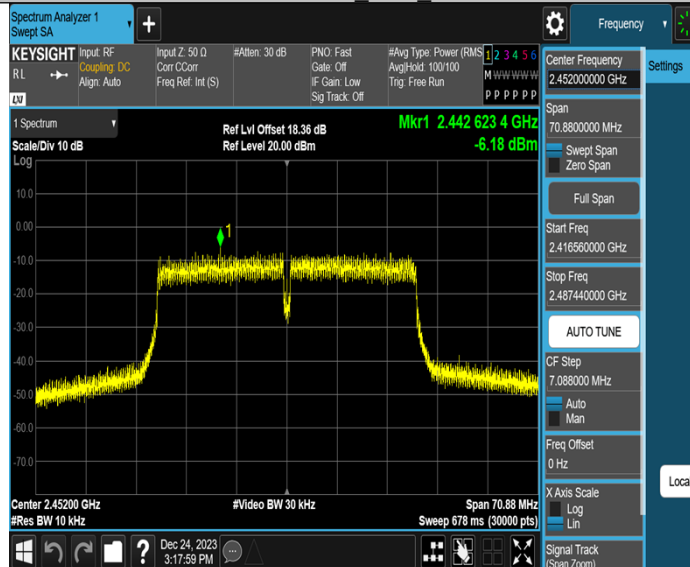 Spectrum Analyzer 1
Swept SA
+
Frequency
KEYSIGHT
RL
LXI
Input: RF
Coupling: DC
Align: Auto
Input Z: 50 Ω
Corr CCorr
Freq Ref: Int (S)
#Atten: 30 dB
PNO: Fast
Gate: Off
IF Gain: Low
Sig Track: Off
#Avg Type: Power (RMS
Avg|Hold: 100/100
Trig: Free Run
1 2 3 4 5 6
M W W W W W
P P P P P P
Center Frequency
2.452000000 GHz
Settings
Span
70.8800000 MHz
Swept Span
Zero Span
Full Span
Start Freq
2.416560000 GHz
Stop Freq
2.487440000 GHz
AUTO TUNE
CF Step
7.088000 MHz
Auto
Man
Freq Offset
0 Hz
X Axis Scale
Log
Lin
Signal Track
(Span Zoom)
Loca
1 Spectrum
Scale/Div 10 dB
Log
Ref Lvl Offset 18.36 dB
Ref Level 20.00 dBm
Mkr1 2.442 623 4 GHz
-6.18 dBm
1
10.0
0.00
-10.0
-20.0
-30.0
-40.0
-50.0
-60.0
-70.0
Center 2.45200 GHz
#Res BW 10 kHz
#Video BW 30 kHz
Span 70.88 MHz
Sweep 678 ms (30000 pts)
?
Dec 24, 2023
3:17:59 PM